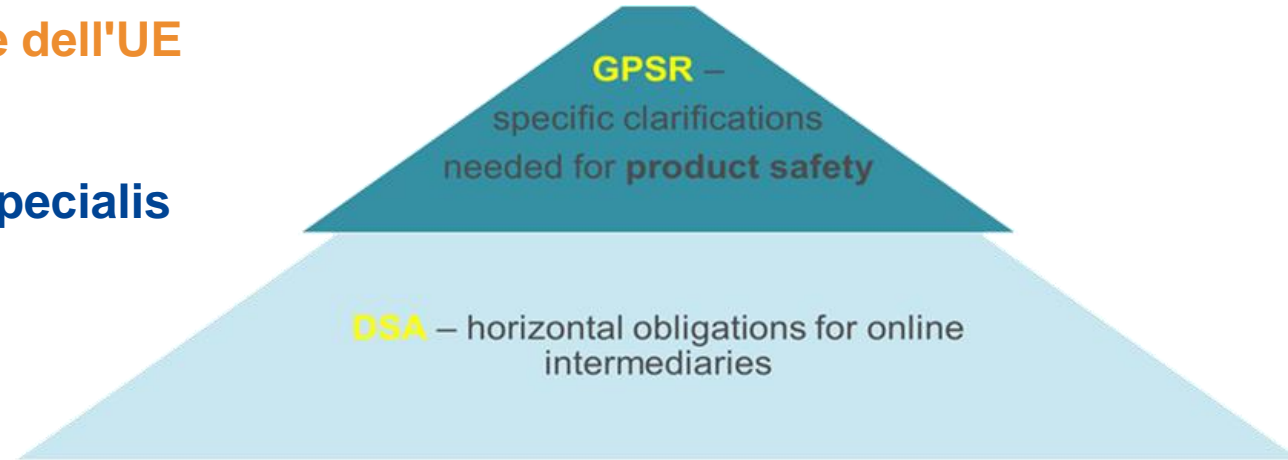 e dell'UE
pecialis
GPSR –
specific clarifications
needed for product safety
DSA – horizontal obligations for online
intermediaries